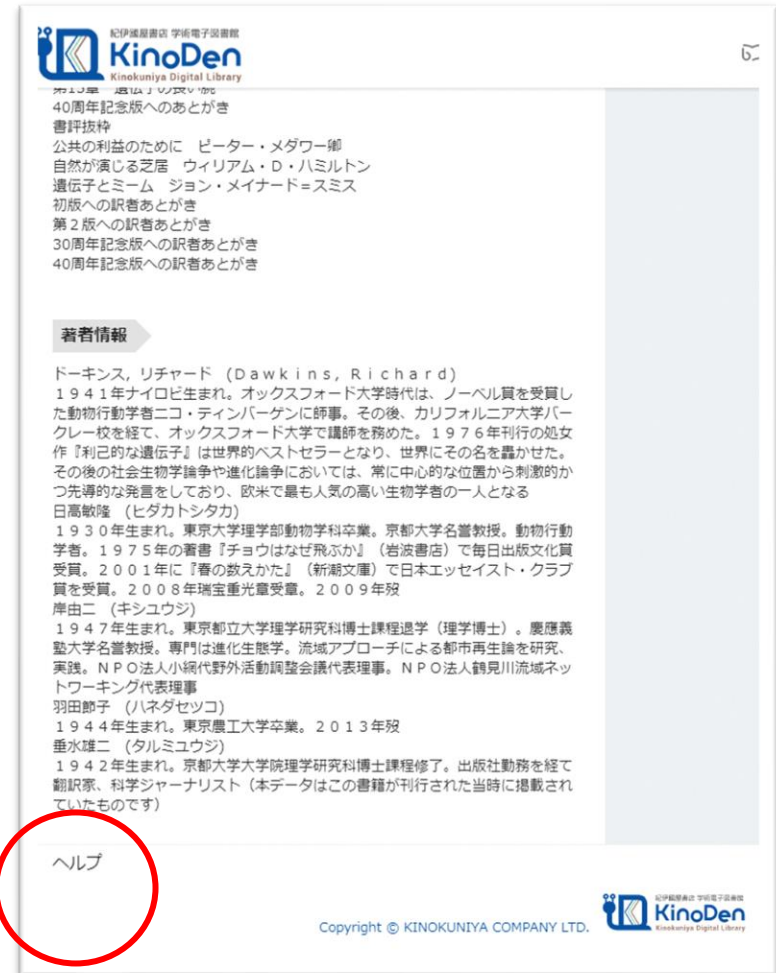 紀伊國屋書店 学術電子図書館
KinoDen
Kinokuniya Digital Library
第13章 遺伝子の長い腕
40周年記念版へのあとがき
書評抜粋
公共の利益のために ピーター・メダワー卿
自然が演じる芝居 ウィリアム・D・ハミルトン
遺伝子とミーム ジョン・メイナード＝スミス
初版への訳者あとがき
第２版への訳者あとがき
30周年記念版への訳者あとがき
40周年記念版への訳者あとがき
著者情報
ドーキンス，リチャード （Ｄａｗｋｉｎｓ，Ｒｉｃｈａｒｄ）
１９４１年ナイロビ生まれ。オックスフォード大学時代は、ノーベル賞を受賞し
た動物行動学者ニコ・ティンバーゲンに師事。その後、カリフォルニア大学バー
クレー校を経て、オックスフォード大学で講師を務めた。１９７６年刊行の処女
作『利己的な遺伝子』は世界的ベストセラーとなり、世界にその名を轟かせた。
その後の社会生物学論争や進化論争においては、常に中心的な位置から刺激的か
つ先導的な発言をしており、欧米で最も人気の高い生物学者の一人となる
日高敏隆 （ヒダカトシタカ）
１９３０年生まれ。東京大学理学部動物学科卒業。京都大学名誉教授。動物行動
学者。１９７５年の著書『チョウはなぜ飛ぶか』（岩波書店）で毎日出版文化賞
受賞。２００１年に『春の数えかた』（新潮文庫）で日本エッセイスト・クラブ
賞を受賞。２００８年瑞宝重光章受章。２００９年歿
岸由二 （キシユウジ）
１９４７年生まれ。東京都立大学理学研究科博士課程退学（理学博士）。慶應義
塾大学名誉教授。専門は進化生態学。流域アプローチによる都市再生論を研究、
実践。ＮＰＯ法人小網代野外活動調整会議代表理事。ＮＰＯ法人鶴見川流域ネッ
トワーキング代表理事
羽田節子 （ハネダセツコ）
１９４４年生まれ。東京農工大学卒業。２０１３年歿
垂水雄二 （タルミユウジ）
１９４２年生まれ。京都大学大学院理学研究科博士課程修了。出版社勤務を経て
翻訳家、科学ジャーナリスト（本データはこの書籍が刊行された当時に掲載され
ていたものです）
ヘルプ
Copyright © KINOKUNIYA COMPANY LTD.
紀伊國屋書店 学術電子図書館
KinoDen
Kinokuniya Digital Library